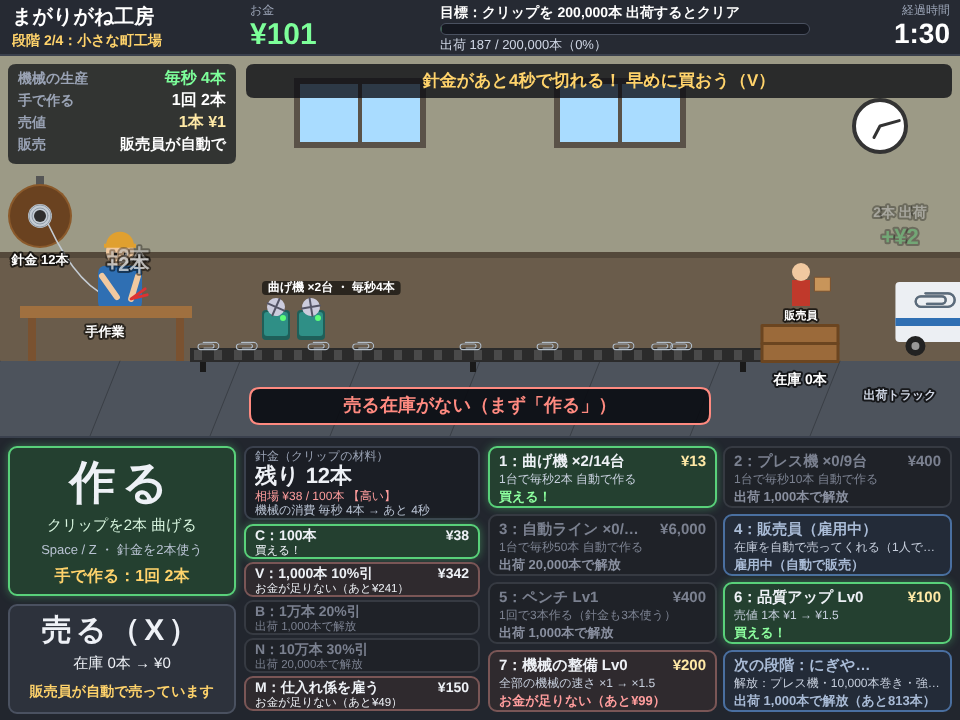 まがりがね工房
段階 2/4：小さな町工場
お金
¥101
目標：クリップを 200,000本 出荷するとクリア
出荷 187 / 200,000本（0%）
経過時間
1:30
機械の生産 毎秒 4本
手で作る 1回 2本
売値 1本 ¥1
販売 販売員が自動で
針金があと4秒で切れる！ 早めに買おう（V）
針金 12本
+2本
手作業
曲げ機 ×2台 ・ 毎秒4本
2本 出荷
+¥2
販売員
在庫 0本
出荷トラック
売る在庫がない（まず「作る」）
作る
クリップを2本 曲げる
Space / Z ・ 針金を2本使う
手で作る：1回 2本
売る（X）
在庫 0本 → ¥0
販売員が自動で売っています
針金（クリップの材料）
残り 12本
相場 ¥38 / 100本 【高い】
機械の消費 毎秒 4本 → あと 4秒
C：100本 ¥38
買える！
V：1,000本 10%引 ¥342
お金が足りない（あと¥241）
B：1万本 20%引
出荷 1,000本で解放
N：10万本 30%引
出荷 20,000本で解放
M：仕入れ係を雇う ¥150
お金が足りない（あと¥49）
1：曲げ機 ×2/14台 ¥13
1台で毎秒2本 自動で作る
買える！
2：プレス機 ×0/9台 ¥400
1台で毎秒10本 自動で作る
出荷 1,000本で解放
3：自動ライン ×0/... ¥6,000
1台で毎秒50本 自動で作る
出荷 20,000本で解放
4：販売員（雇用中）
在庫を自動で売ってくれる（1人で…
雇用中（自動で販売）
5：ペンチ Lv1 ¥400
1回で3本作る（針金も3本使う）
出荷 1,000本で解放
6：品質アップ Lv0 ¥100
売値 1本 ¥1 → ¥1.5
買える！
7：機械の整備 Lv0 ¥200
全部の機械の速さ ×1 → ×1.5
お金が足りない（あと¥99）
次の段階：にぎや…
解放：プレス機・10,000本巻き・強…
出荷 1,000本で解放（あと813本）